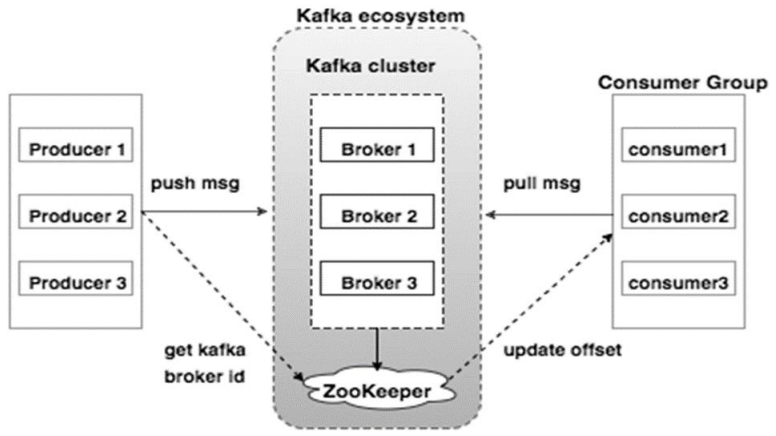 Kafka ecosystem
Kafka cluster
Consumer Group
Producer 1
Producer 2
Producer 3
push msg
Broker 1
Broker 2
Broker 3
pull msg
consumer1
consumer2
consumer3
get kafka
broker id
ZooKeeper
update offset